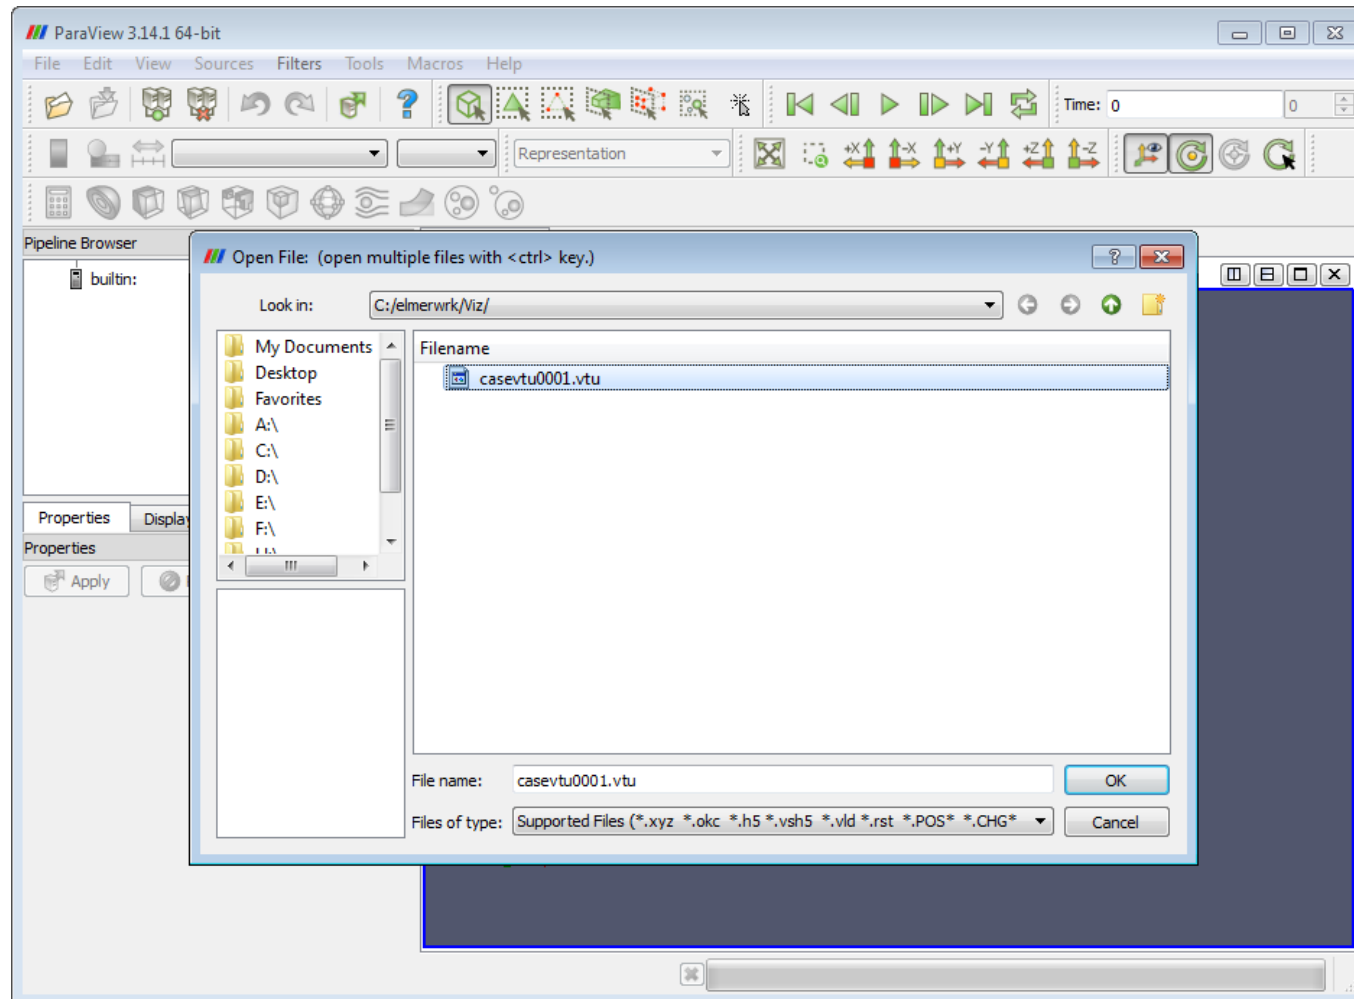 ParaView 3.14.1 64-bit
File Edit View Sources Filters Tools Macros Help
Time: 0 0
Representation
+X -X +Y -Y +Z -Z
Pipeline Browser
builtin:
Open File: (open multiple files with <ctrl> key.)
Look in: C:/elmerwrk/Viz/
My Documents
Desktop
Favorites
A:\
C:\
D:\
E:\
F:\
Filename
casevtu0001.vtu
Properties Display
Properties
Apply
File name: casevtu0001.vtu OK
Files of type: Supported Files (*.xyz *.okc *.h5 *.vsh5 *.vld *.rst *.POS* *.CHG* Cancel